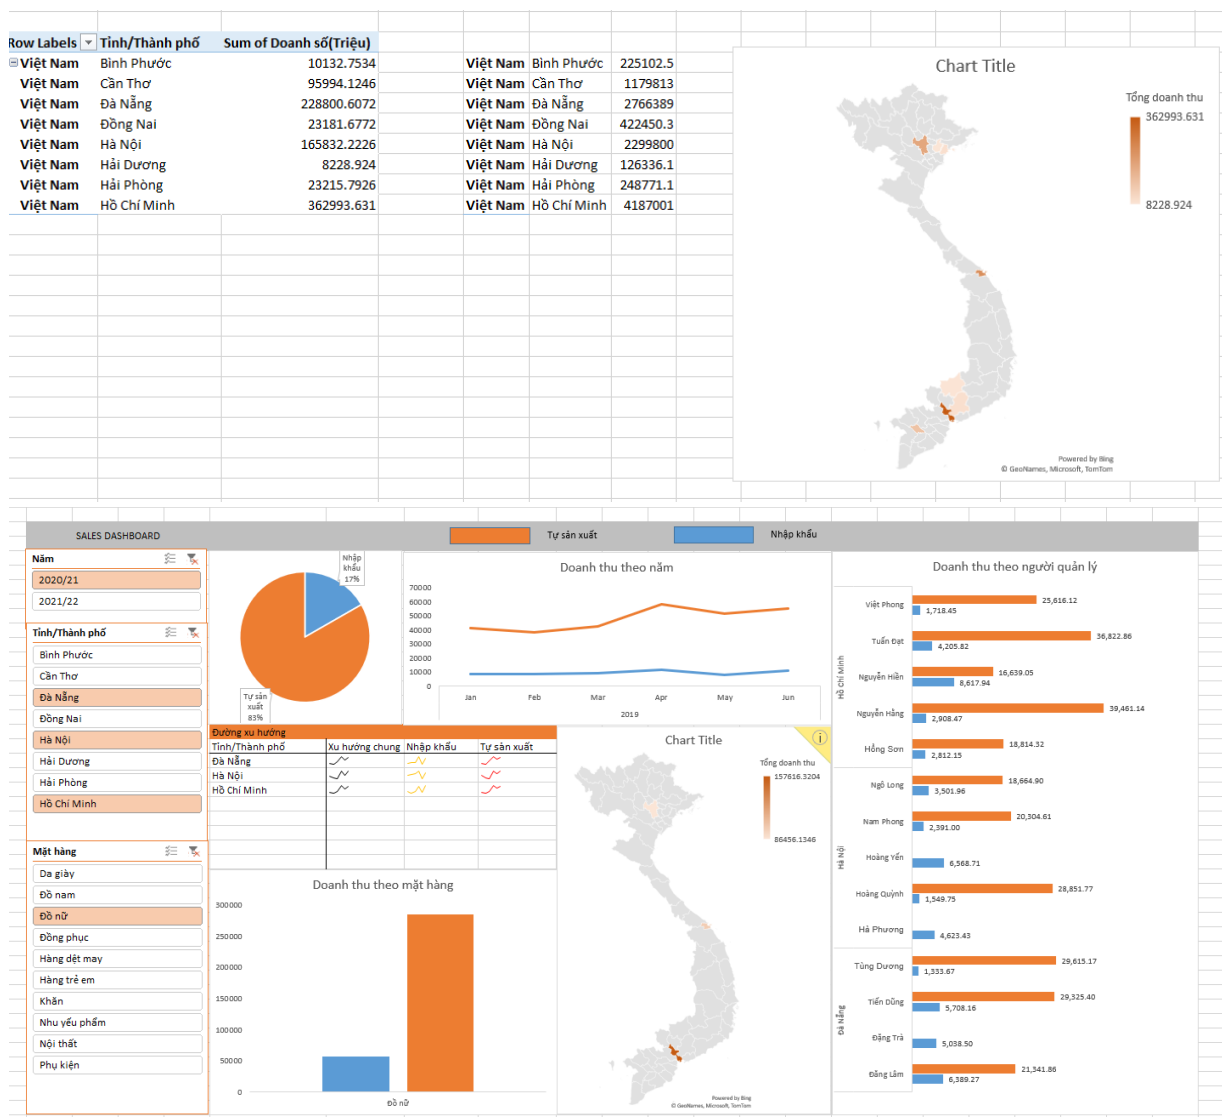 Row Labels Tỉnh/Thành phố Sum of Doanh số(Triệu)
Việt Nam Bình Phước 10132.7534 Việt Nam Bình Phước 225102.5
Việt Nam Cần Thơ 95994.1246 Việt Nam Cần Thơ 1179813
Việt Nam Đà Nẵng 228800.6072 Việt Nam Đà Nẵng 2766389
Việt Nam Đồng Nai 23181.6772 Việt Nam Đồng Nai 422450.3
Việt Nam Hà Nội 165832.2226 Việt Nam Hà Nội 2299800
Việt Nam Hải Dương 8228.924 Việt Nam Hải Dương 126336.1
Việt Nam Hải Phòng 23215.7926 Việt Nam Hải Phòng 248771.1
Việt Nam Hồ Chí Minh 362993.631 Việt Nam Hồ Chí Minh 4187001
Chart Title
Tổng doanh thu
362993.631
8228.924
Powered by Bing
© GeoNames, Microsoft, TomTom
SALES DASHBOARD
Tự sản xuất
Nhập khẩu
Năm
2020/21
2021/22
Tỉnh/Thành phố
Bình Phước
Cần Thơ
Đà Nẵng
Đồng Nai
Hà Nội
Hải Dương
Hải Phòng
Hồ Chí Minh
Mặt hàng
Da giày
Đồ nam
Đồ nữ
Đồng phục
Hàng dệt may
Hàng trẻ em
Khăn
Nhu yếu phẩm
Nội thất
Phụ kiện
Nhập
khẩu
17%
Tự sản
xuất
83%
Doanh thu theo năm
70000
60000
50000
40000
30000
20000
10000
0
Jan Feb Mar Apr May Jun
2019
Đường xu hướng
Tỉnh/Thành phố Xu hướng chung Nhập khẩu Tự sản xuất
Đà Nẵng
Hà Nội
Hồ Chí Minh
Doanh thu theo mặt hàng
300000
250000
200000
150000
100000
50000
0
Đồ nữ
Chart Title
Tổng doanh thu
157616.3204
86456.1346
Powered by Bing
© GeoNames, Microsoft, TomTom
Doanh thu theo người quản lý
Hồ Chí Minh
Việt Phong 25,616.12
1,718.45
Tuấn Đạt 36,822.86
4,205.82
Nguyễn Hiền 16,639.05
8,617.94
Nguyễn Hằng 39,461.14
2,908.47
Hồng Sơn 18,814.32
2,812.15
Hà Nội
Ngô Long 18,664.90
3,501.96
Nam Phong 20,304.61
2,391.00
Hoàng Yến 6,568.71
Hoàng Quỳnh 28,851.77
1,549.75
Hà Phương 4,623.43
Đà Nẵng
Tùng Dương 29,615.17
1,333.67
Tiến Dũng 29,325.40
5,708.16
Đặng Trà 5,038.50
Đăng Lâm 21,341.86
6,389.27